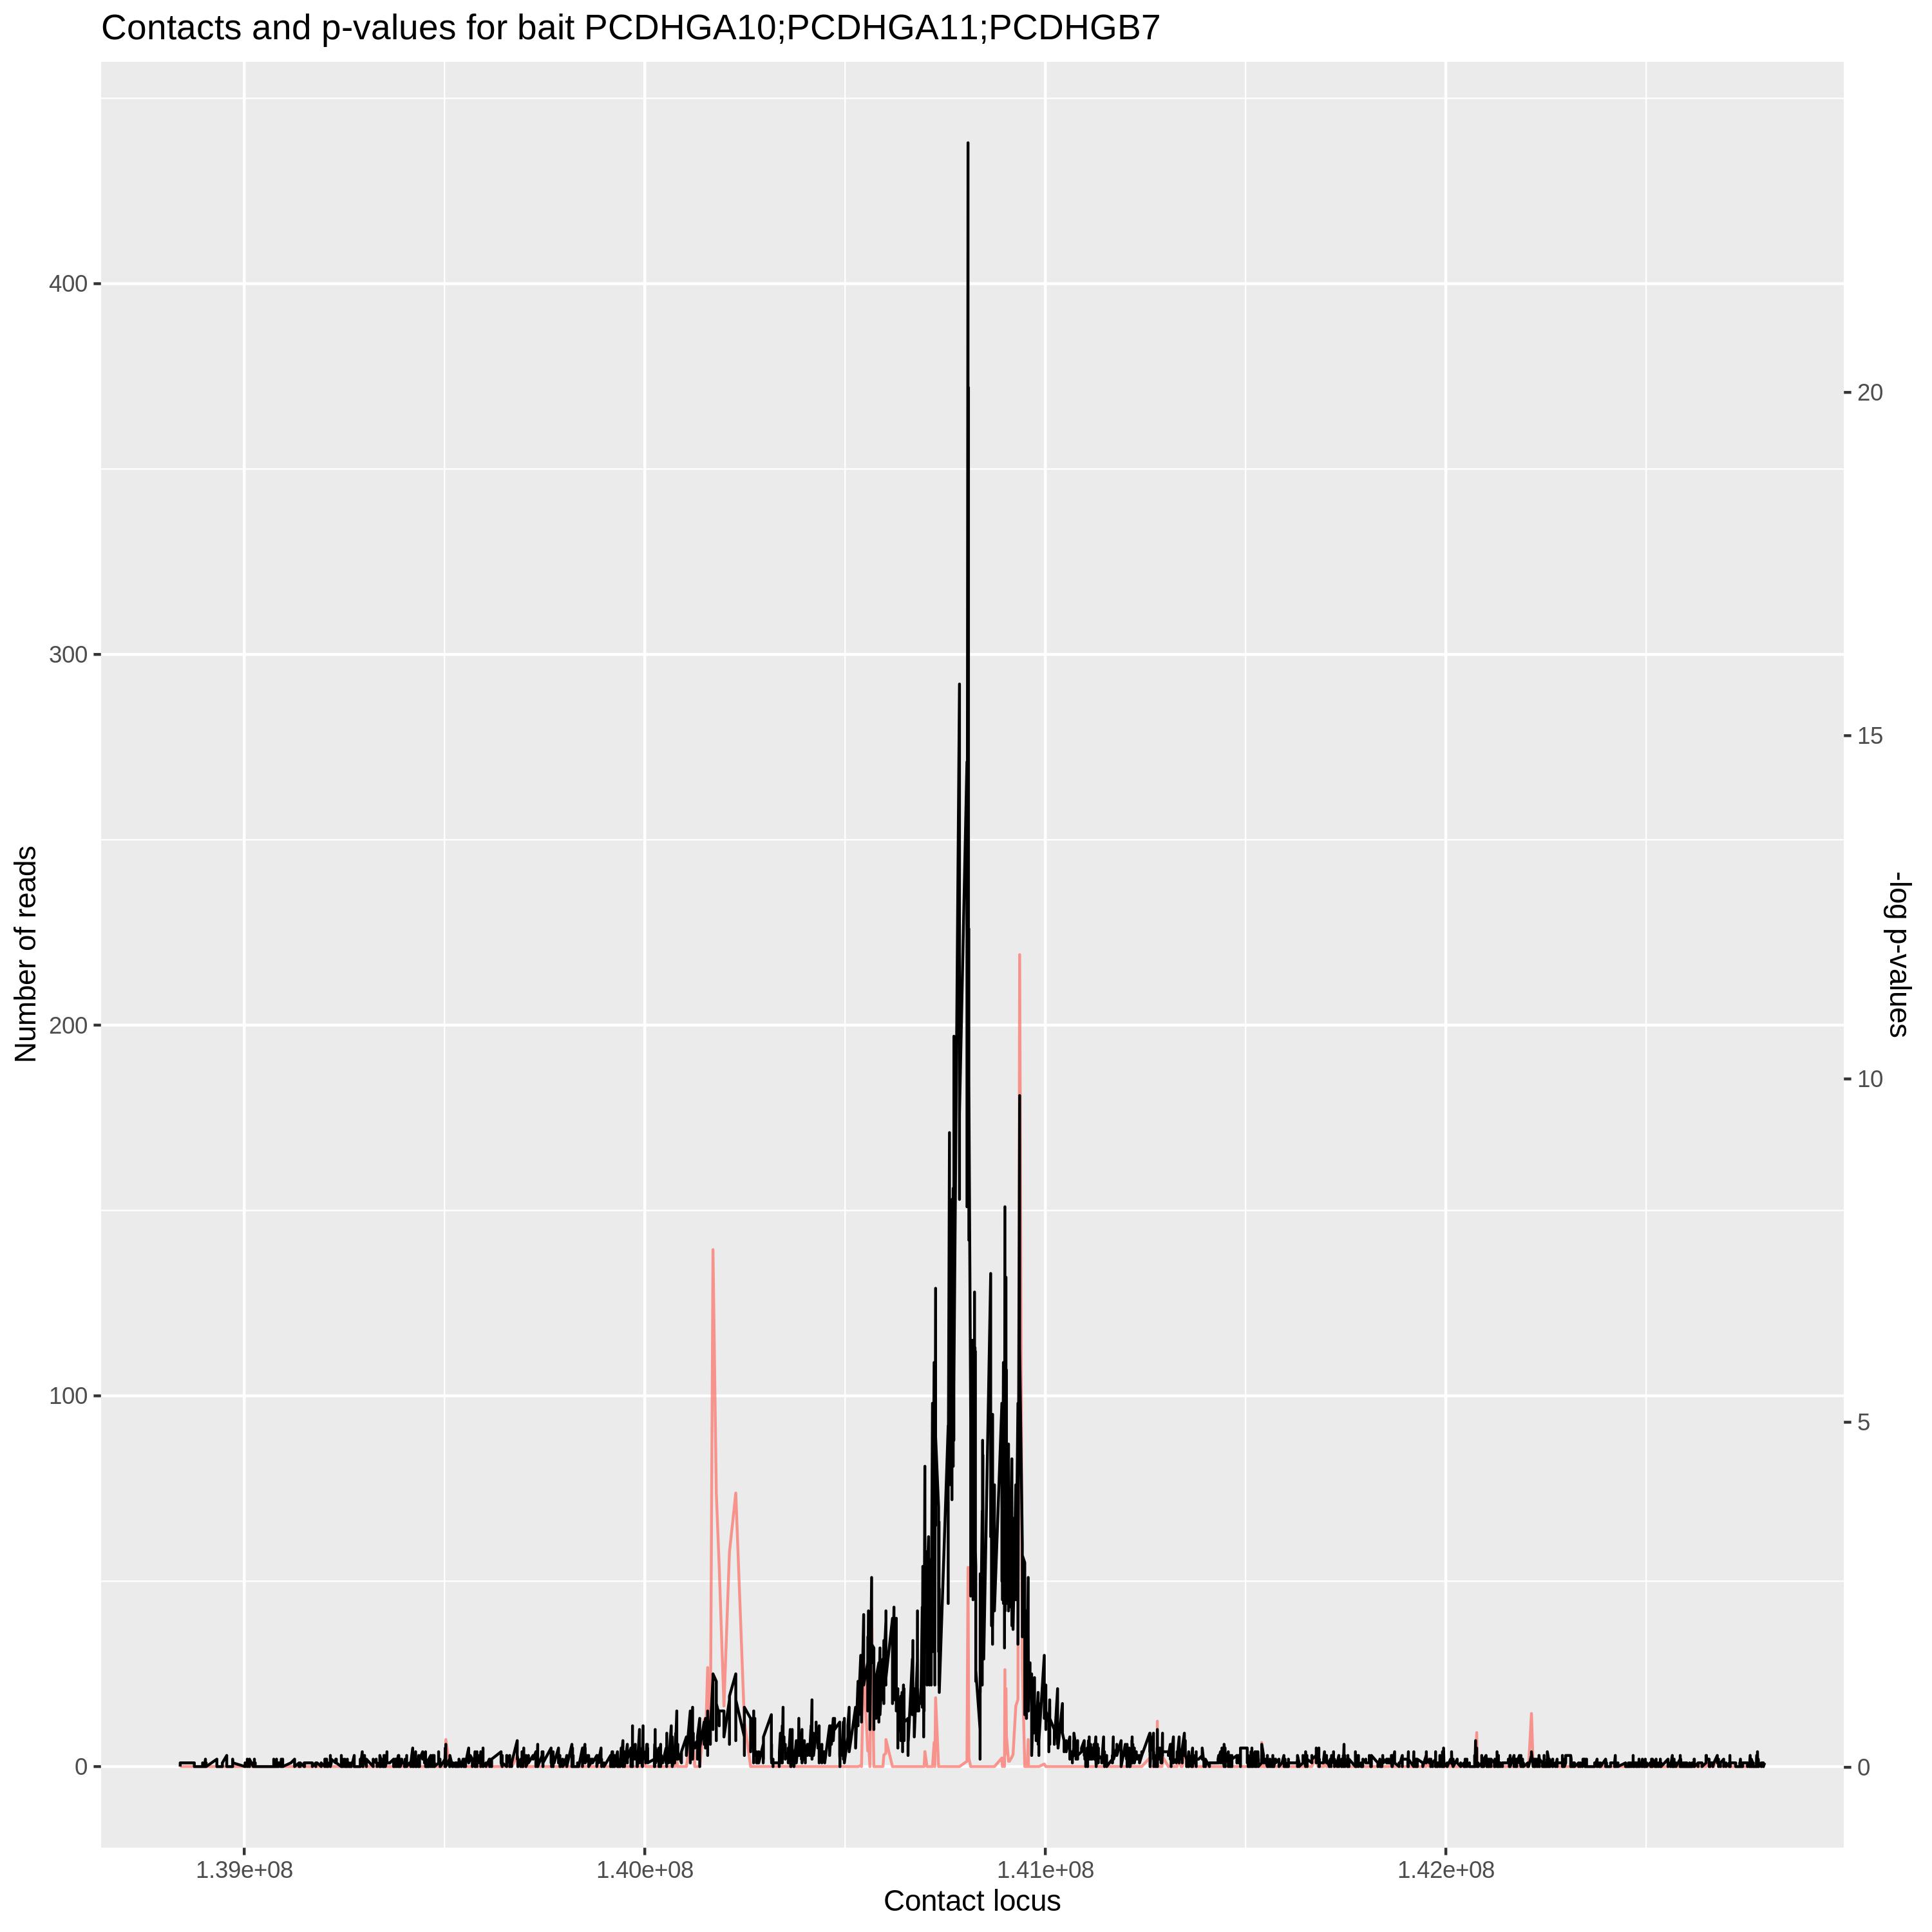 Contacts and p-values for bait PCDHGA10;PCDHGA11;PCDHGB7
400
300
200
100
0
Number of reads
20
15
10
5
0
-log p-values
1.39e+08
1.40e+08
1.41e+08
1.42e+08
Contact locus